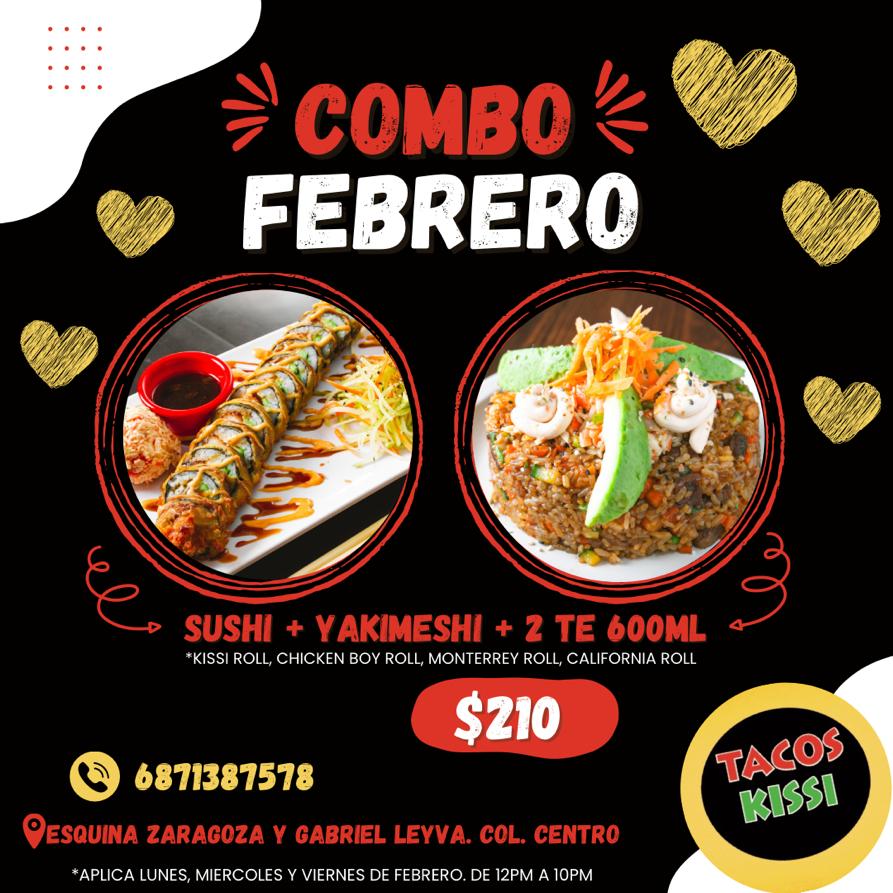 COMBO
FEBRERO
SUSHI + YAKIMESHI + 2 TE 600ML
*KISSI ROLL, CHICKEN BOY ROLL, MONTERREY ROLL, CALIFORNIA ROLL
$210
6871387578
TACOS
KISSI
ESQUINA ZARAGOZA Y GABRIEL LEYVA. COL. CENTRO
*APLICA LUNES, MIERCOLES Y VIERNES DE FEBRERO. DE 12PM A 10PM